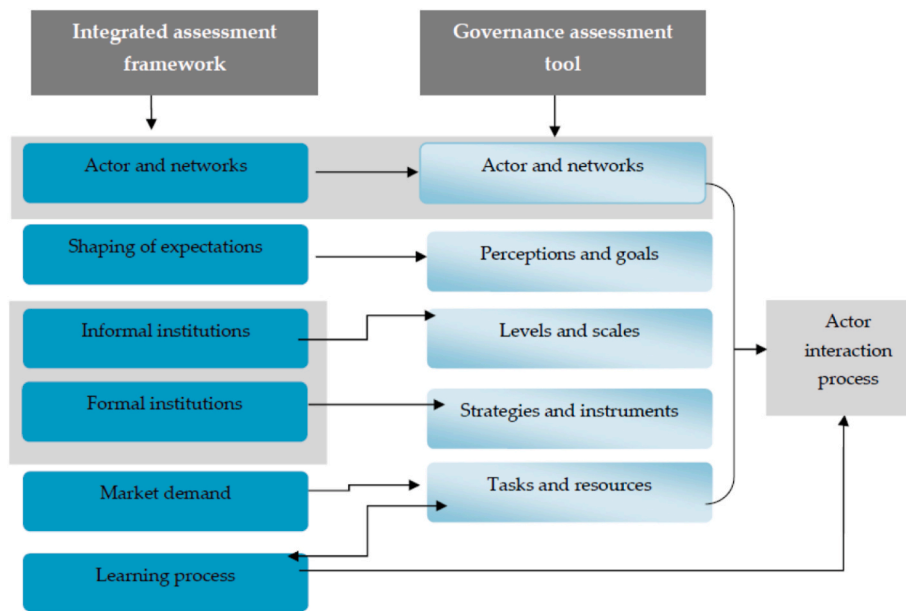 Integrated assessment
framework
Governance assessment
tool
Actor and networks
Actor and networks
Shaping of expectations
Perceptions and goals
Informal institutions
Levels and scales
Actor
interaction
process
Formal institutions
Strategies and instruments
Market demand
Tasks and resources
Learning process